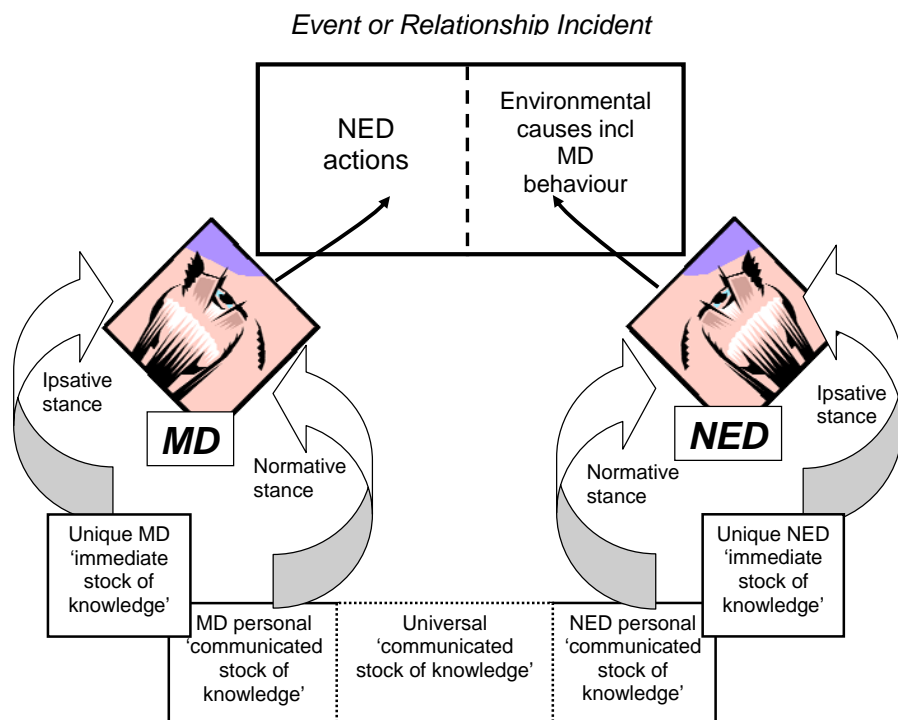 Event or Relationship Incident
NED
actions
Environmental
causes incl
MD
behaviour
Ipsative
stance
MD
Normative
stance
NED
Ipsative
stance
Normative
stance
Unique MD
‘immediate
stock of
knowledge’
Unique NED
‘immediate
stock of
knowledge’
MD personal
‘communicated
stock of
knowledge’
Universal
‘communicated
stock of knowledge’
NED personal
‘communicated
stock of
knowledge’